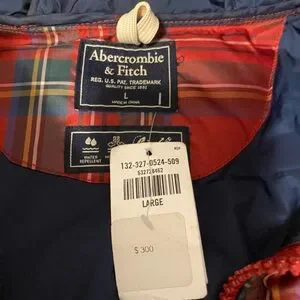 Abercrombie
& Fitch
REG. U.S. PAT. TRADEMARK
QUALITY SINCE 1892
L
MADE IN CHINA
WATER
REPELLENT
132-327-0524-509
532728462
LARGE
$ 300